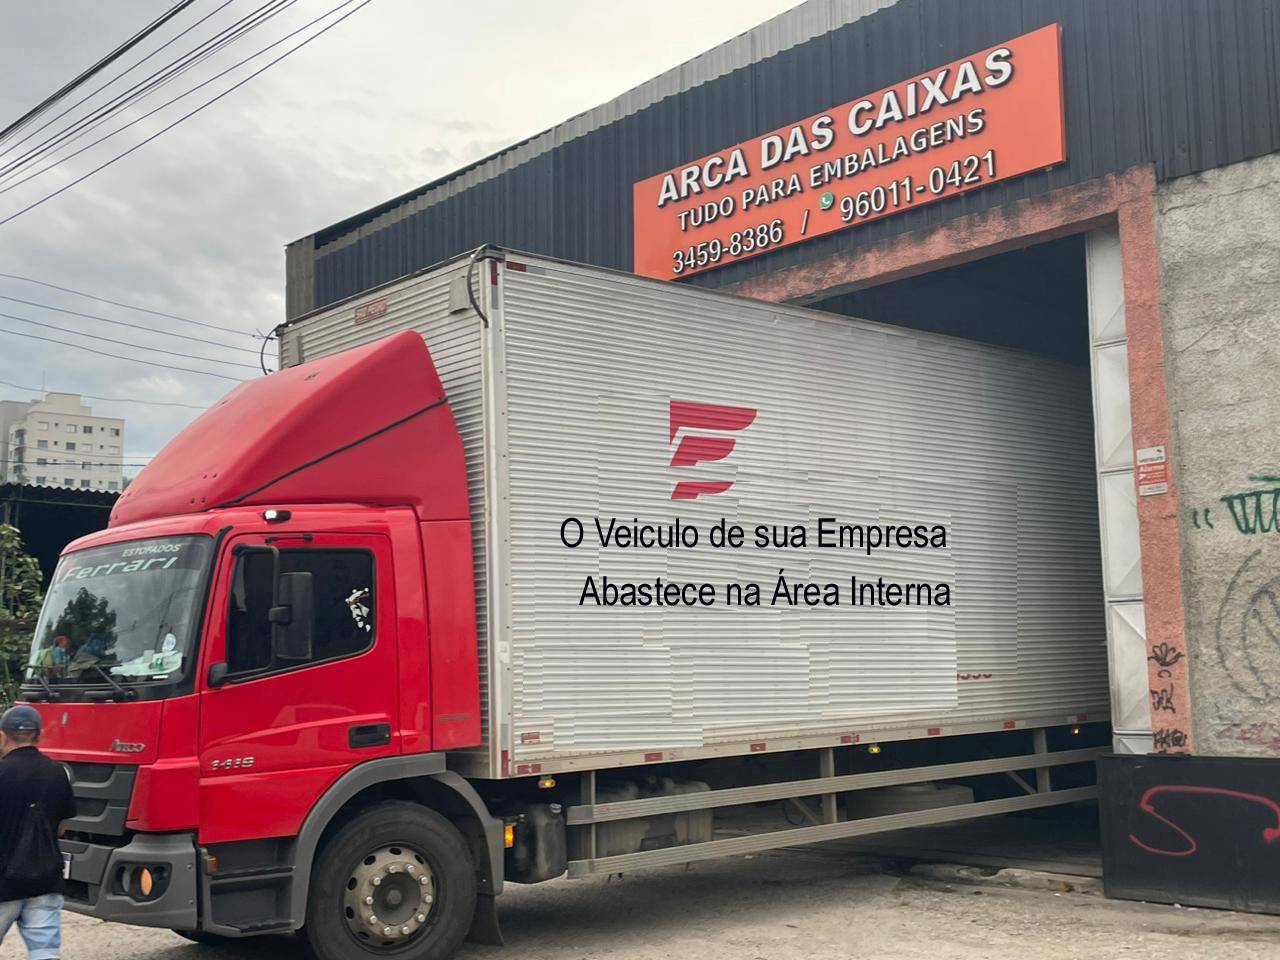 ARCA DAS CAIXAS
TUDO PARA EMBALAGENS
3459-8386 / 96011-0421
O Veiculo de sua Empresa
Abastece na Área Interna
ESTOFADOS
Ferrari
Atego